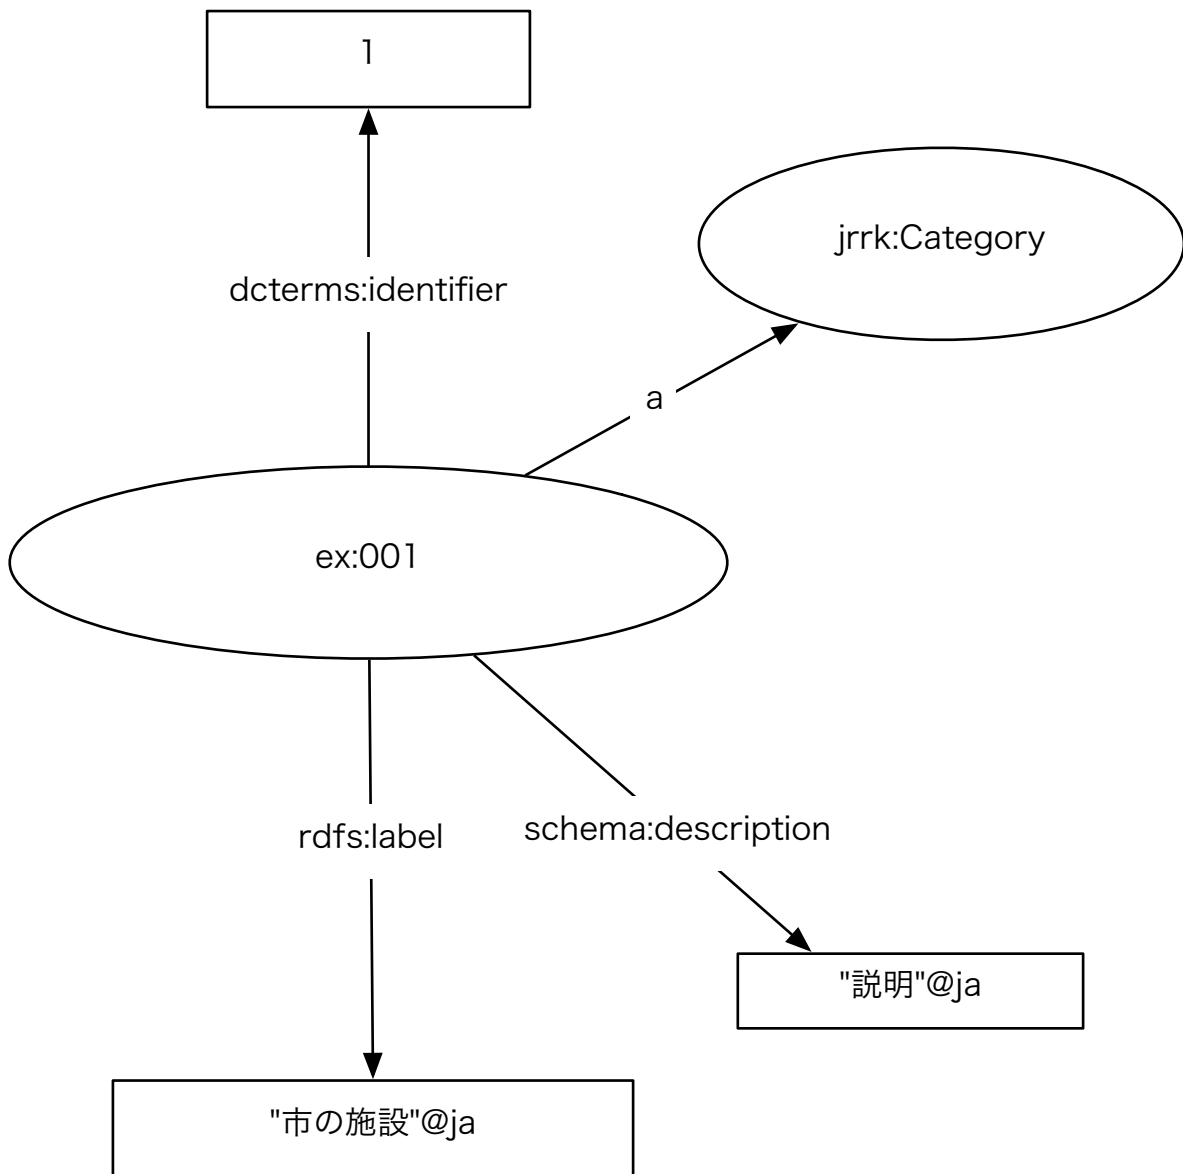 1
jrrk:Category
dcterms:identifier
a
ex:001
rdfs:label
schema:description
"説明"@ja
"市の施設"@ja